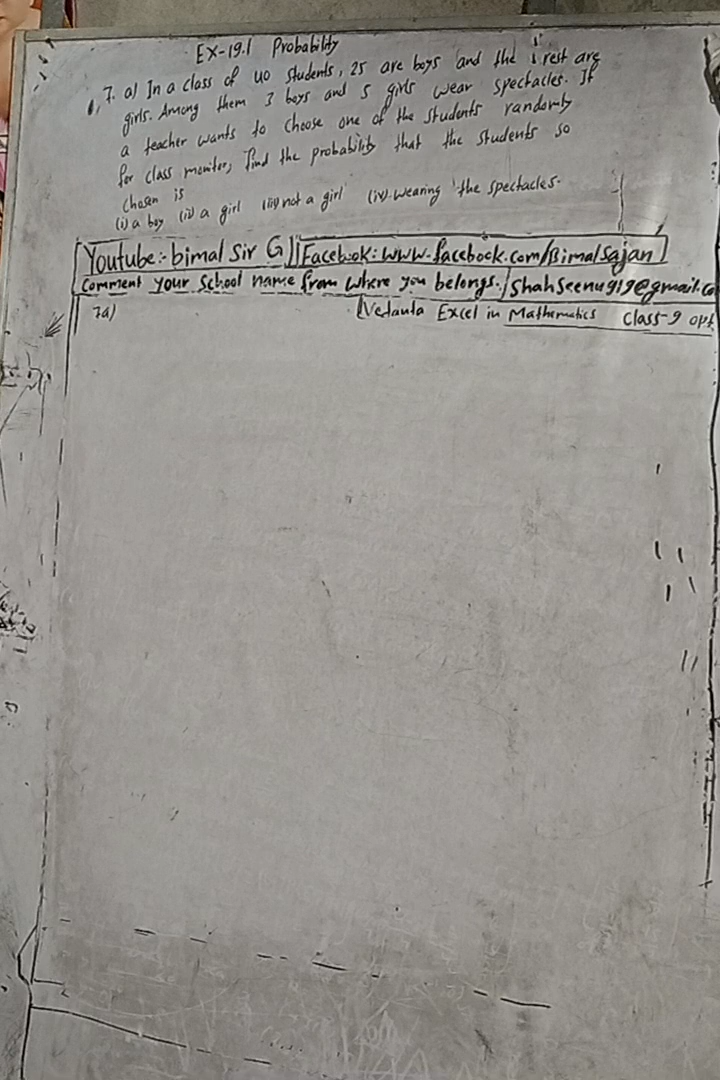 Ex-19.1 Probability
7. a) In a class of 40 students, 25 are boys and the rest are
girls. Among them 3 boys and 5 girls wear spectacles. If
a teacher wants to choose one of the students randomly
for class monitor, find the probability that the students so
chosen is
(i) a boy (ii) a girl (iii) not a girl (iv) wearing the spectacles.
Youtube:- bimal Sir G Facebook: www.facebook.com/Bimalsajan
Comment your School name from where you belongs. Shahseenu919@gmail.co
7a) Vedanta Excel in Mathematics Class-9 opt